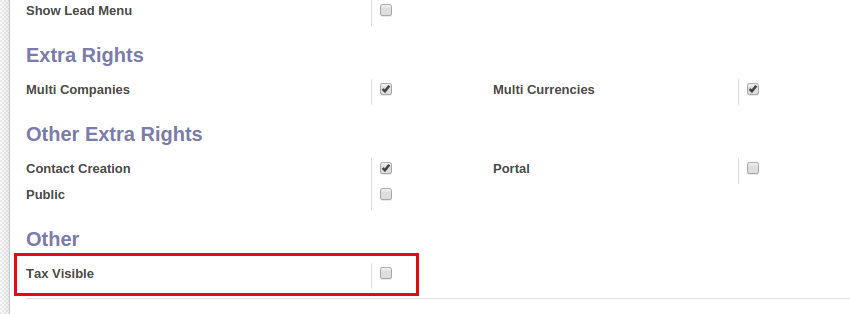 Show Lead Menu
Extra Rights
Multi Companies
Multi Currencies
Other Extra Rights
Contact Creation
Portal
Public
Other
Tax Visible